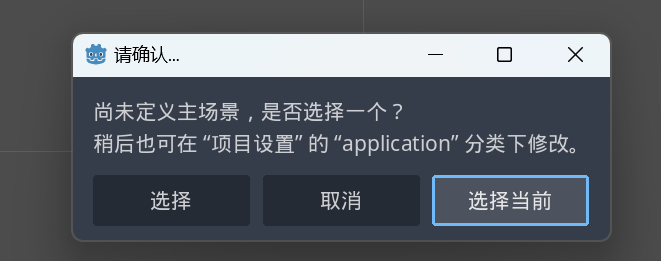 请确认...
尚未定义主场景，是否选择一个？
稍后也可在 “项目设置” 的 “application” 分类下修改。
选择
取消
选择当前